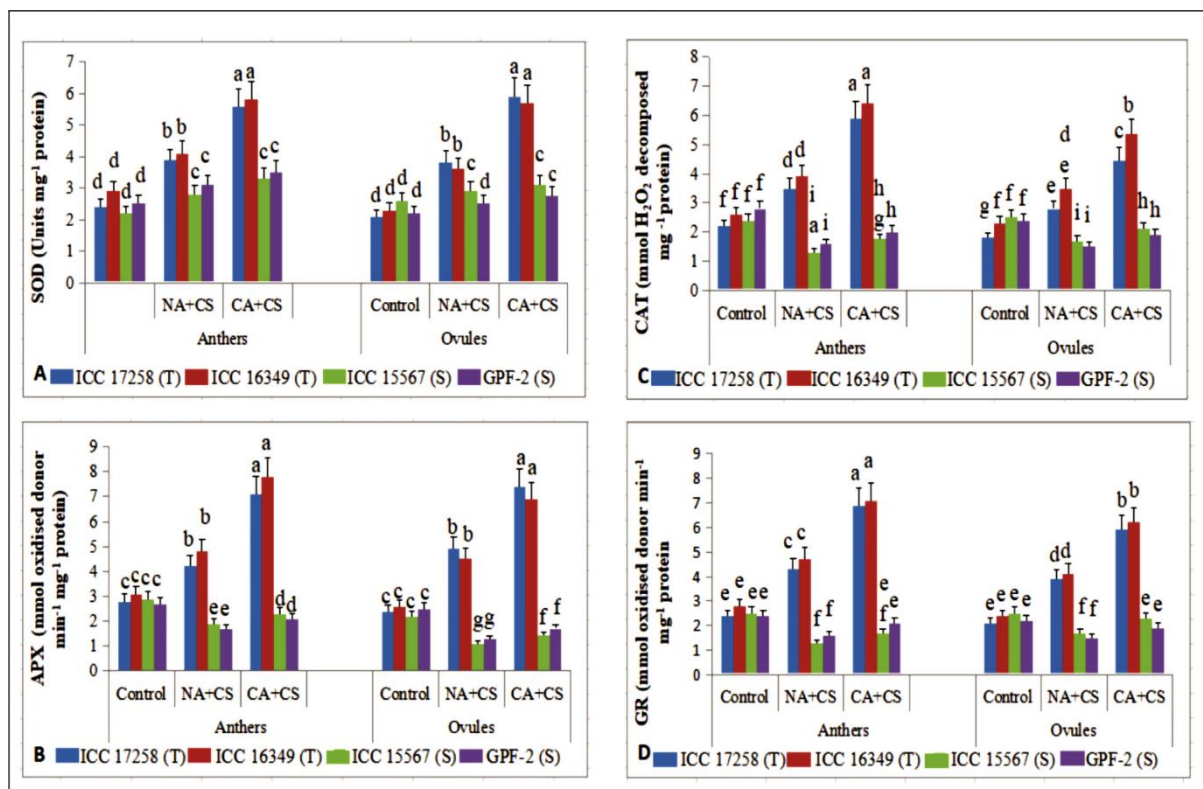 SOD (Units mg⁻¹ protein)
7
6
5
4
3
2
1
0
d d d d
b b c c
a a c c
d d d d
b b c d
a a c c
NA+CS CA+CS Control NA+CS CA+CS
Anthers Ovules
A ICC 17258 (T) ICC 16349 (T) ICC 15567 (S) GPF-2 (S)
CAT (mmol H₂O₂ decomposed
mg⁻¹ protein)
8
7
6
5
4
3
2
1
0
f f f f
d d i a i
a a h g h
g f f f
e d e i i
c b h h
Control NA+CS CA+CS Control NA+CS CA+CS
Anthers Ovules
C ICC 17258 (T) ICC 16349 (T) ICC 15567 (S) GPF-2 (S)
APX (mmol oxidised donor
min⁻¹ mg⁻¹ protein)
9
8
7
6
5
4
3
2
1
0
c c c c
b b e e
a a d d
c c c c
b b g g
a a f f
Control NA+CS CA+CS Control NA+CS CA+CS
Anthers Ovules
B ICC 17258 (T) ICC 16349 (T) ICC 15567 (S) GPF-2 (S)
GR (mmol oxidised donor min⁻¹
mg⁻¹ protein
9
8
7
6
5
4
3
2
1
0
e e e e
c c f f
a a e f e
e e e e
d d f f
b b e e
Control NA+CS CA+CS Control NA+CS CA+CS
Anthers Ovules
D ICC 17258 (T) ICC 16349 (T) ICC 15567 (S) GPF-2 (S)